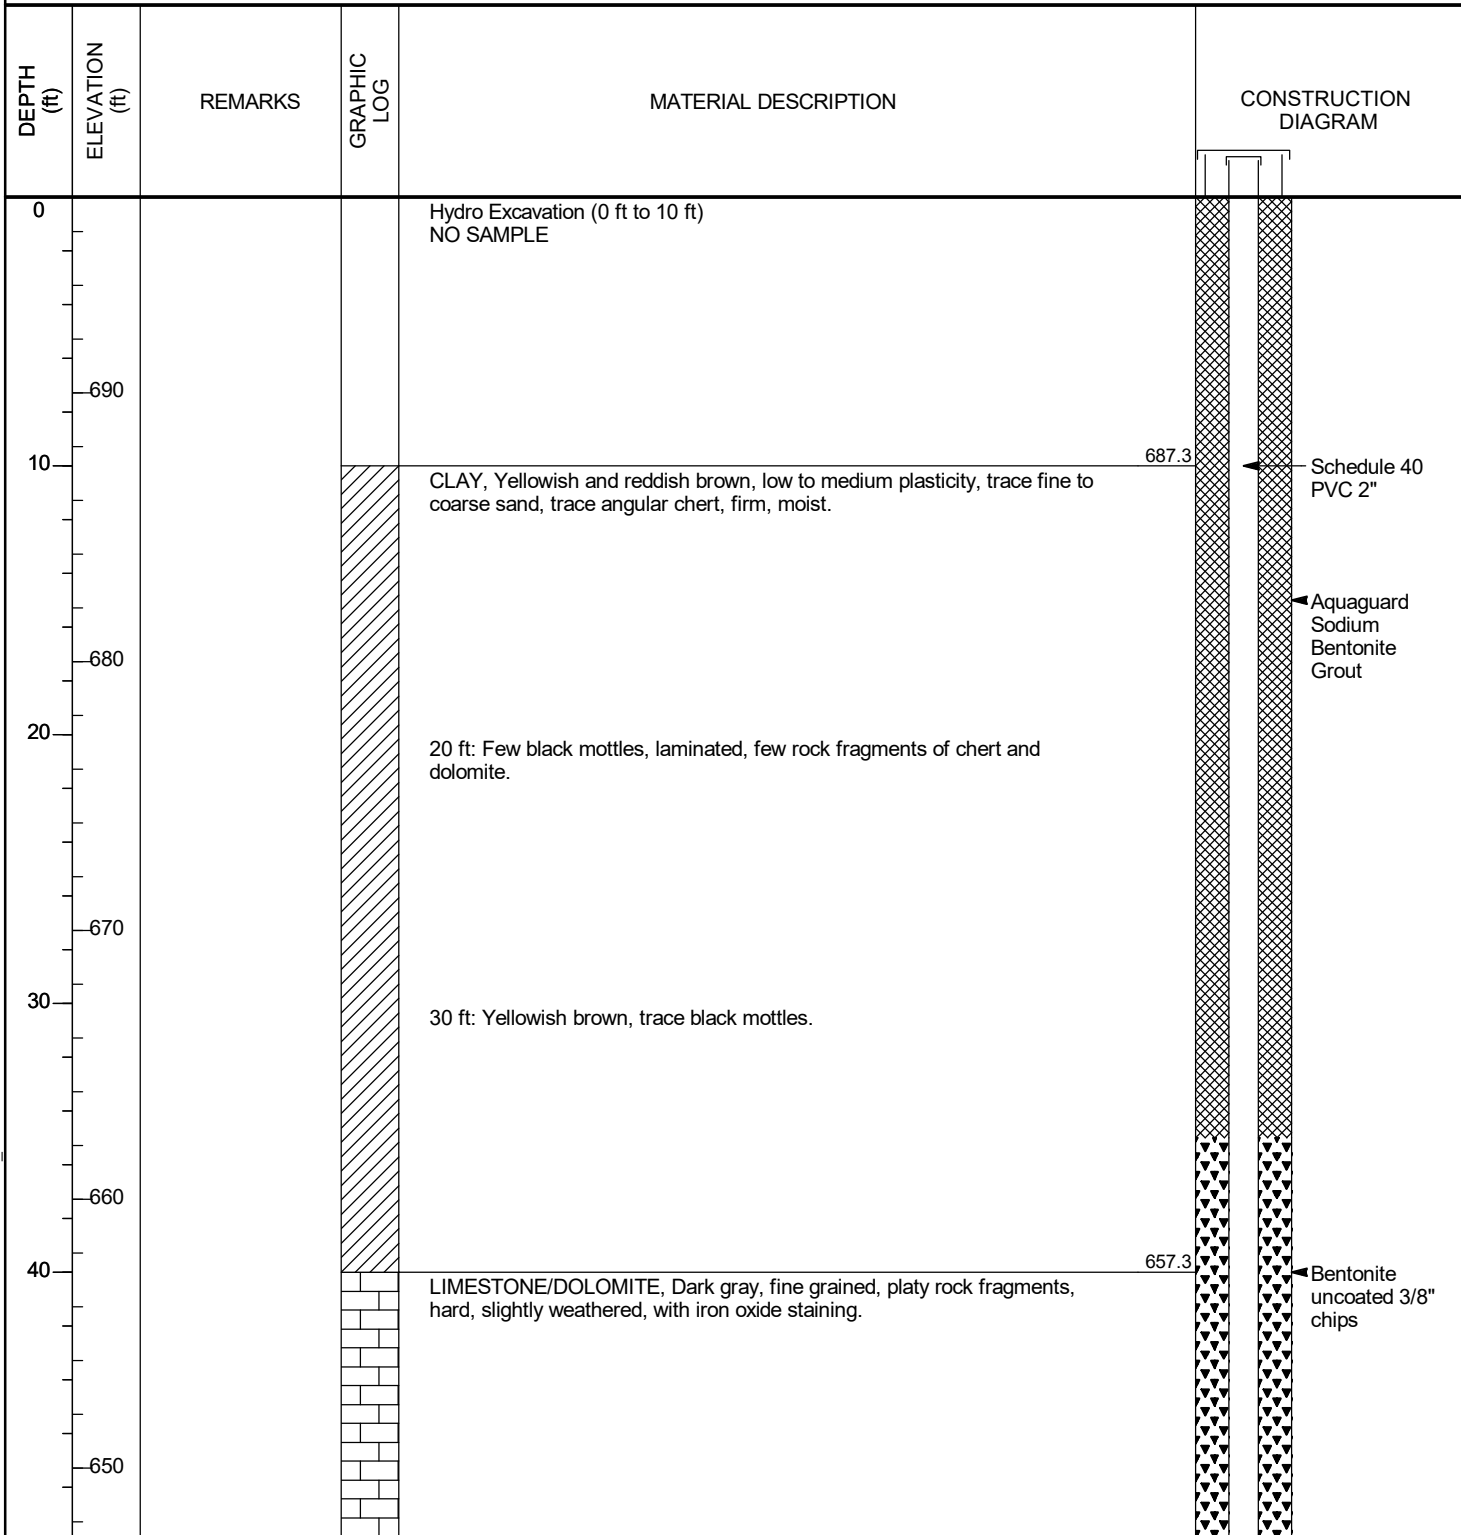 DEPTH
(ft)
ELEVATION
(ft)
REMARKS
GRAPHIC
LOG
MATERIAL DESCRIPTION
CONSTRUCTION
DIAGRAM
0
Hydro Excavation (0 ft to 10 ft)
NO SAMPLE
690
687.3
10
CLAY, Yellowish and reddish brown, low to medium plasticity, trace fine to
coarse sand, trace angular chert, firm, moist.
Schedule 40
PVC 2"
Aquaguard
Sodium
Bentonite
Grout
680
20
20 ft: Few black mottles, laminated, few rock fragments of chert and
dolomite.
670
30
30 ft: Yellowish brown, trace black mottles.
660
657.3
40
LIMESTONE/DOLOMITE, Dark gray, fine grained, platy rock fragments,
hard, slightly weathered, with iron oxide staining.
Bentonite
uncoated 3/8"
chips
650